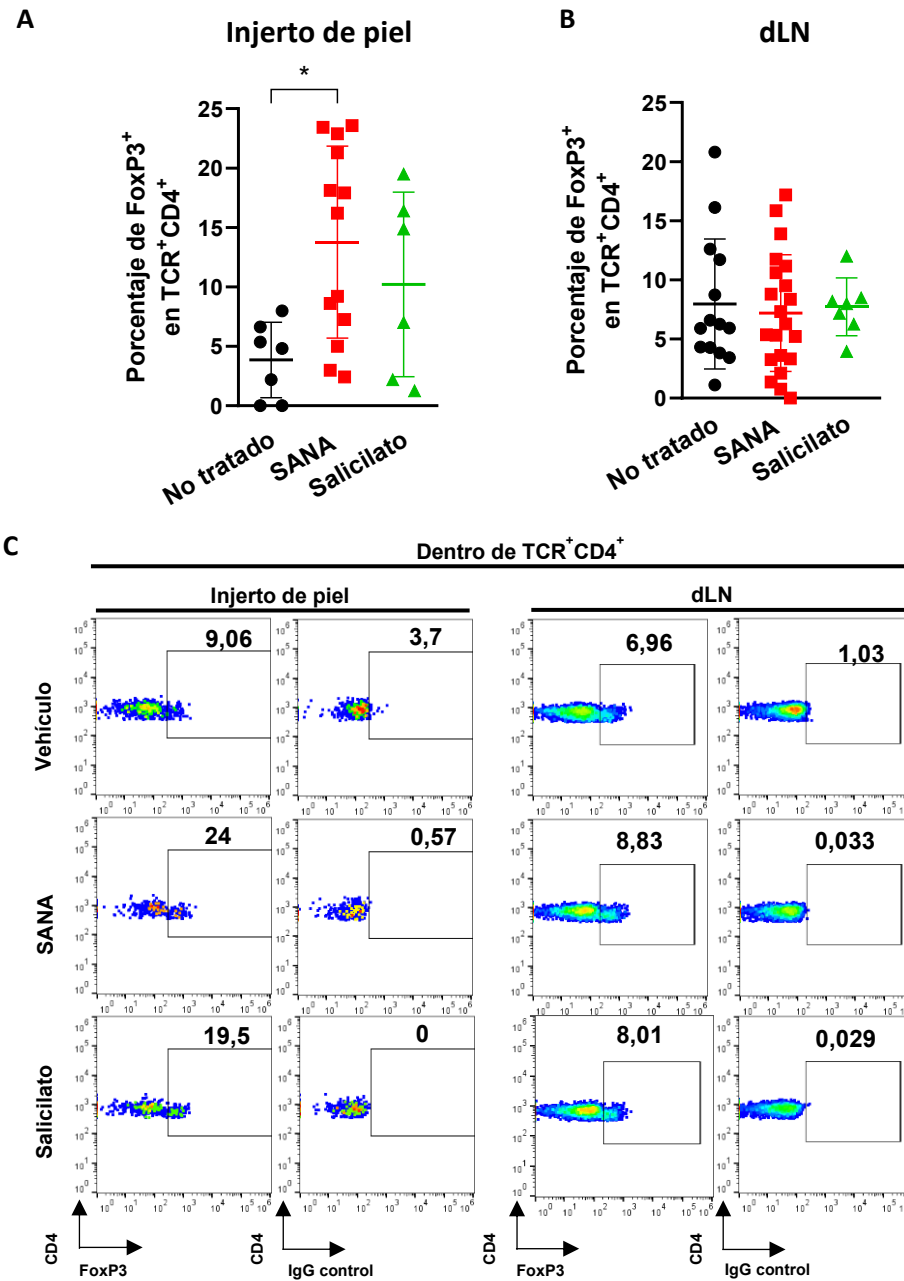 A
Injerto de piel
*
Porcentaje de FoxP3+
en TCR+CD4+
25
20
15
10
5
0
No tratado
SANA
Salicilato
B
dLN
Porcentaje de FoxP3+
en TCR+CD4+
25
20
15
10
5
0
No tratado
SANA
Salicilato
C
Dentro de TCR+CD4+
Injerto de piel
dLN
Vehículo
9,06
3,7
6,96
1,03
SANA
24
0,57
8,83
0,033
Salicilato
19,5
0
8,01
0,029
CD4
FoxP3
CD4
IgG control
CD4
FoxP3
CD4
IgG control